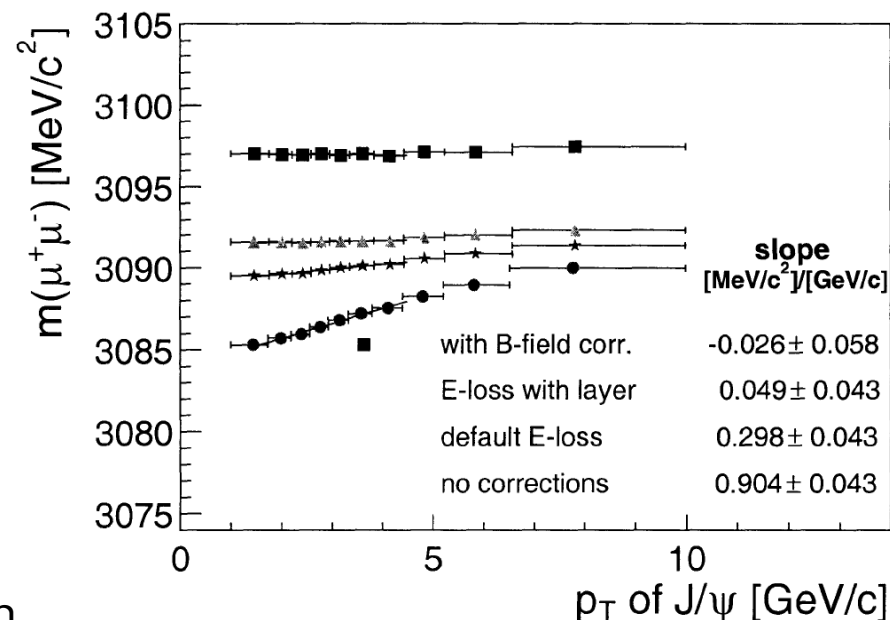 m(μ⁺μ⁻) [MeV/c²]
3105
3100
3095
3090
3085
3080
3075
slope
[MeV/c²]/[GeV/c]
with B-field corr. -0.026± 0.058
E-loss with layer 0.049± 0.043
default E-loss 0.298± 0.043
no corrections 0.904± 0.043
0 5 10
p_T of J/ψ [GeV/c]